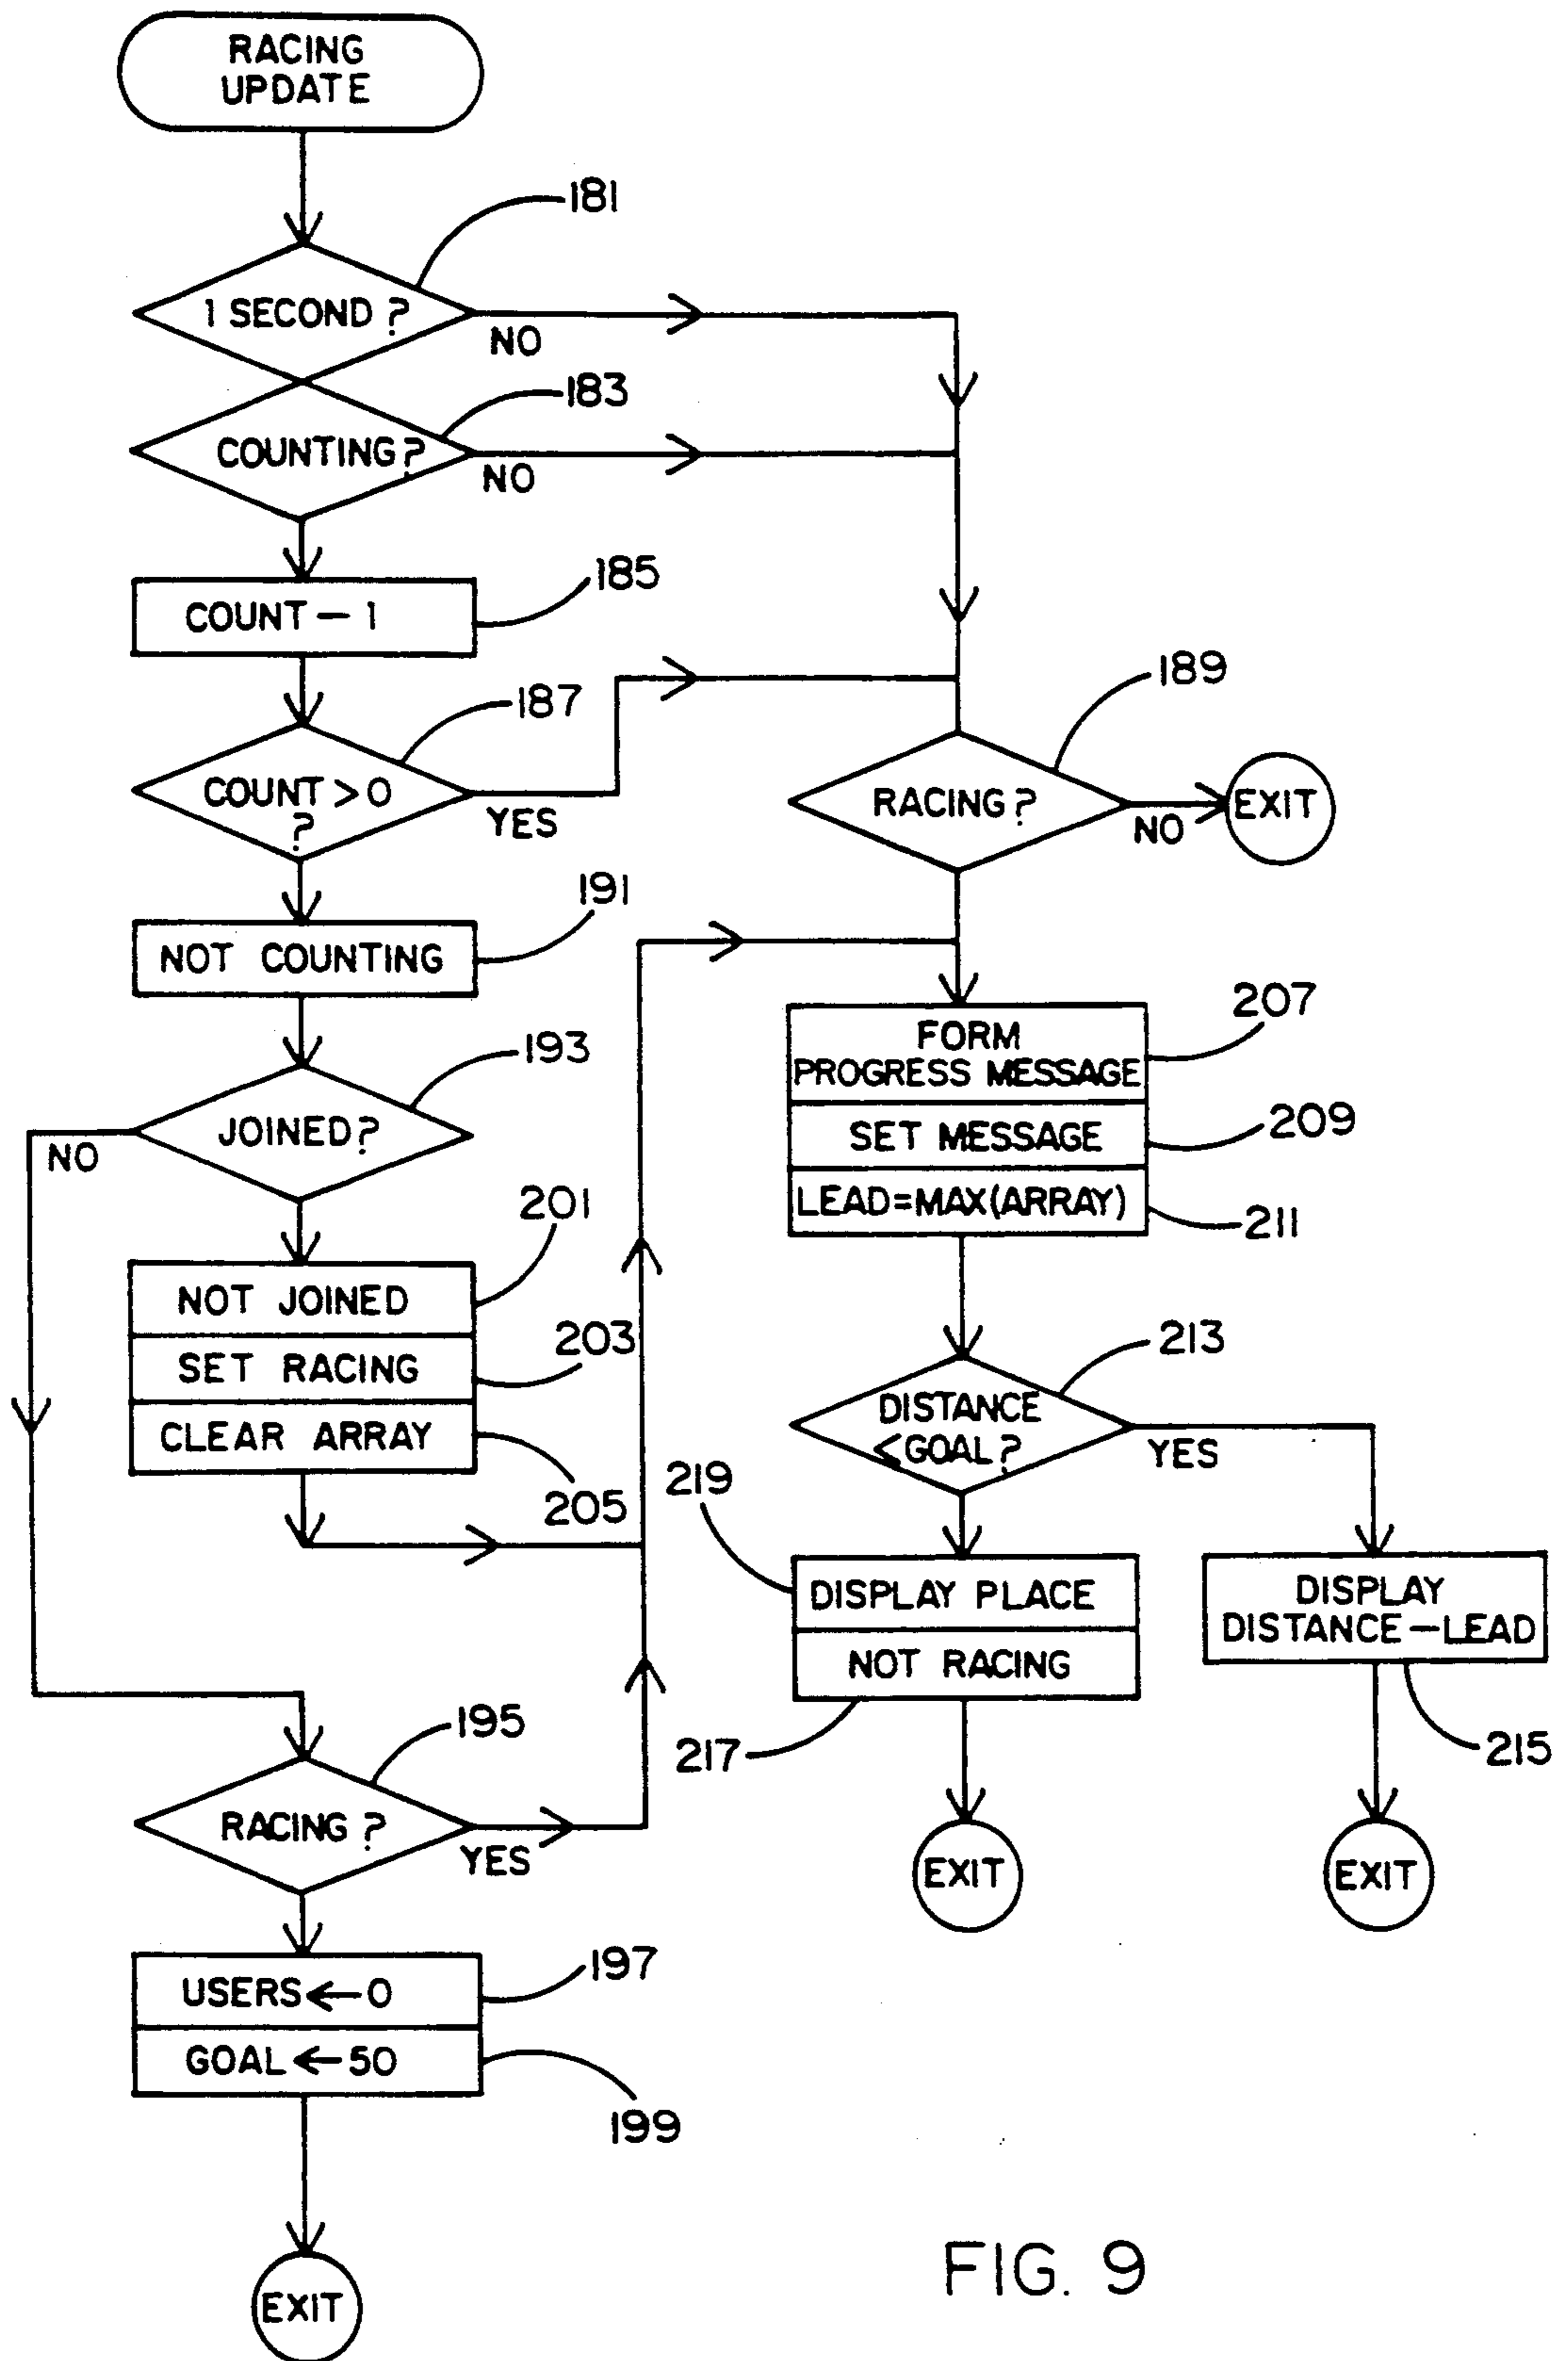 RACING
UPDATE
181
1 SECOND?
NO
183
COUNTING?
NO
185
COUNT - 1
187
COUNT > 0
?
YES
189
RACING?
NO
EXIT
191
NOT COUNTING
193
JOINED?
NO
201
NOT JOINED
203
SET RACING
CLEAR ARRAY
205
207
FORM
PROGRESS MESSAGE
209
SET MESSAGE
LEAD=MAX(ARRAY)
211
213
DISTANCE
<GOAL?
YES
219
DISPLAY PLACE
NOT RACING
217
DISPLAY
DISTANCE-LEAD
215
EXIT
EXIT
195
RACING?
YES
197
USERS←0
GOAL←50
199
EXIT
FIG. 9